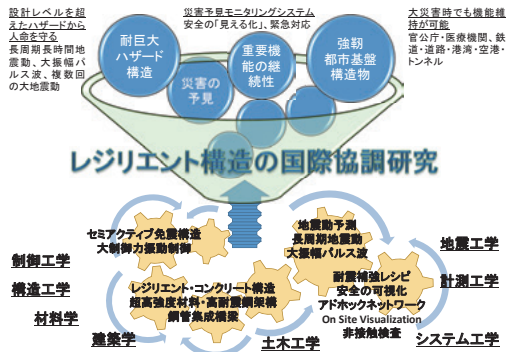 設計レベルを超
えたハザードから
人命を守る
長周期長時間地
震動、大振幅パ
ルス波、複数回
の大地震動
災害予見モニタリングシステム
安全の「見える化」、緊急対応
大災害時でも機能維
持が可能
官公庁・医療機関、鉄
道・道路・港湾・空港・
トンネル
耐巨大
ハザード
構造
災害の
予見
重要機
能の継
続性
強靭
都市基盤
構造物
レジリエント構造の国際協調研究
セミアクティブ免震構造
大制御力振動制御
地震動予測
長周期地震動
大振幅パルス波
レジリエント・コンクリート構造
超高強度材料・高耐震鋼架構
鋼管集成橋梁
耐震補強レシピ
安全の可視化
アドホックネットワーク
On Site Visualization
非接触検査
制御工学
構造工学
材料学
建築学
土木工学
地震工学
計測工学
システム工学